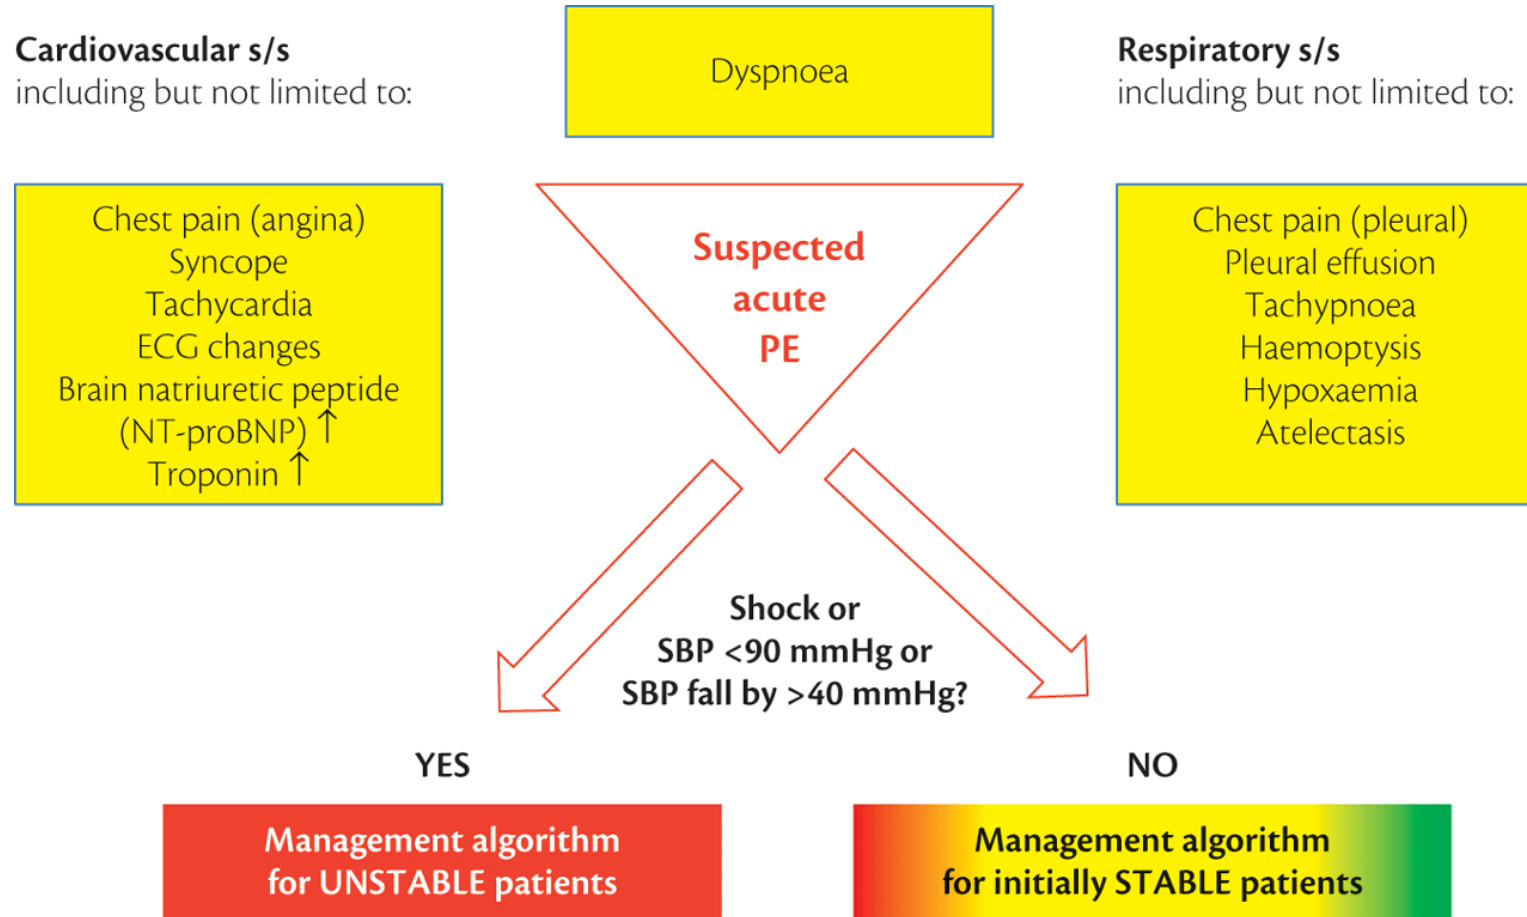 Cardiovascular s/s
including but not limited to:
Dyspnoea
Respiratory s/s
including but not limited to:
Chest pain (angina)
Syncope
Tachycardia
ECG changes
Brain natriuretic peptide
(NT-proBNP) ↑
Troponin ↑
Suspected
acute
PE
Chest pain (pleural)
Pleural effusion
Tachypnoea
Haemoptysis
Hypoxaemia
Atelectasis
Shock or
SBP <90 mmHg or
SBP fall by >40 mmHg?
YES
NO
Management algorithm
for UNSTABLE patients
Management algorithm
for initially STABLE patients